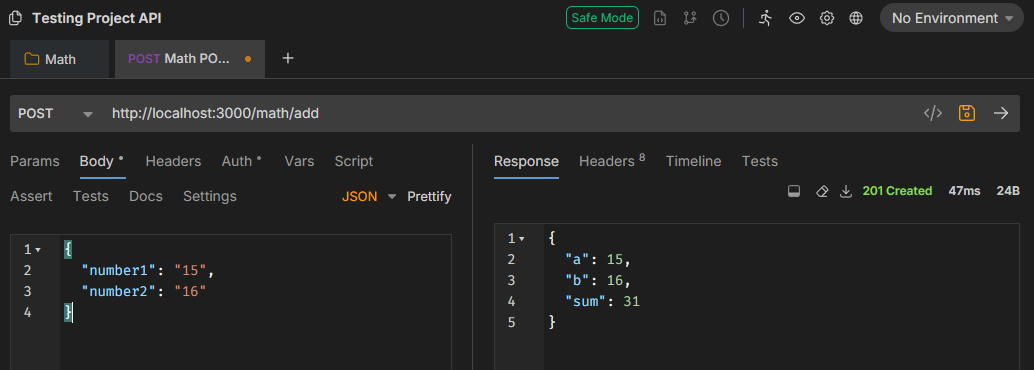 Testing Project API
Safe Mode
No Environment
Math
POST Math PO...
+
POST
http://localhost:3000/math/add
</>
Params
Body
Headers
Auth
Vars
Script
Assert
Tests
Docs
Settings
JSON
Prettify
1 {
2 "number1": "15",
3 "number2": "16"
4 }
Response
Headers 8
Timeline
Tests
201 Created
47ms
24B
1 {
2 "a": 15,
3 "b": 16,
4 "sum": 31
5 }